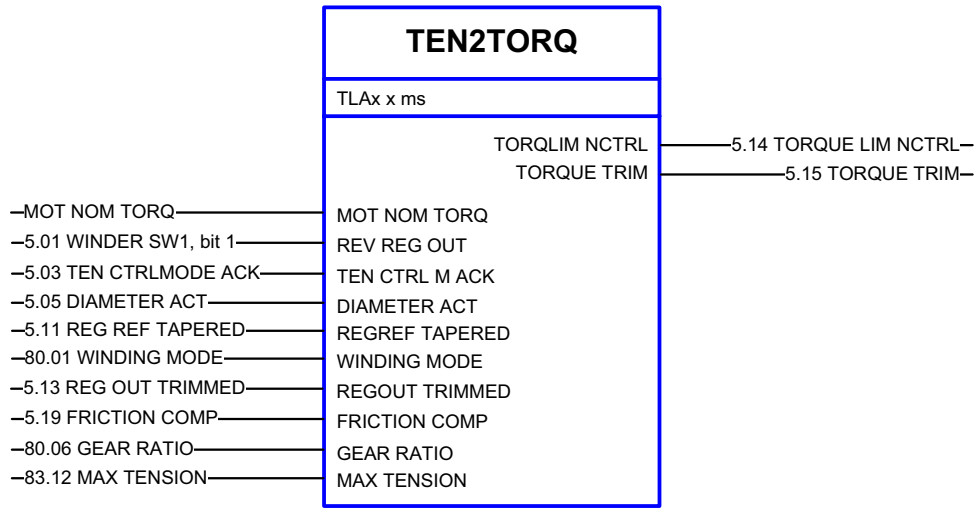 TEN2TORQ
TLAx x ms
TORQLIM NCTRL 5.14 TORQUE LIM NCTRL
TORQUE TRIM 5.15 TORQUE TRIM
MOT NOM TORQ MOT NOM TORQ
5.01 WINDER SW1, bit 1 REV REG OUT
5.03 TEN CTRLMODE ACK TEN CTRL M ACK
5.05 DIAMETER ACT DIAMETER ACT
5.11 REG REF TAPERED REGREF TAPERED
80.01 WINDING MODE WINDING MODE
5.13 REG OUT TRIMMED REGOUT TRIMMED
5.19 FRICTION COMP FRICTION COMP
80.06 GEAR RATIO GEAR RATIO
83.12 MAX TENSION MAX TENSION